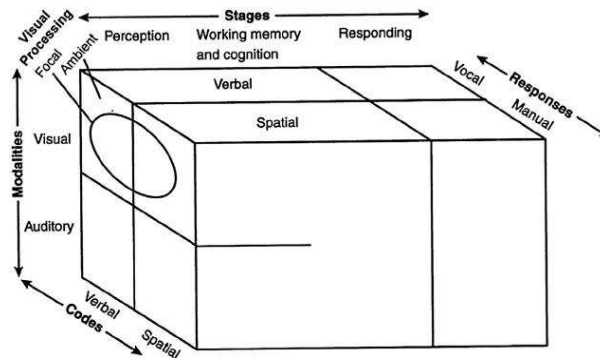 Stages
Visual
Processing
Focal
Ambient
Perception
Working memory
and cognition
Responding
Verbal
Spatial
Vocal
Manual
Responses
Modalities
Visual
Auditory
Verbal
Spatial
Codes